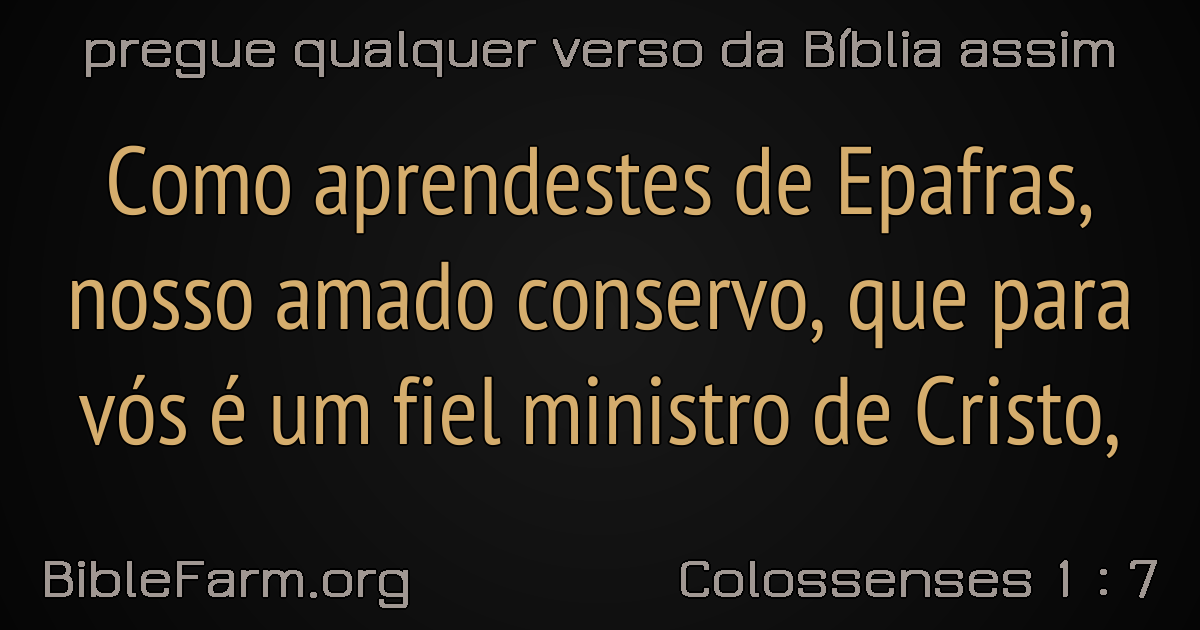 pregue qualquer verso da Bíblia assim
Como aprendestes de Epafras,
nosso amado conservo, que para
vós é um fiel ministro de Cristo,
BibleFarm.org
Colossenses 1 : 7